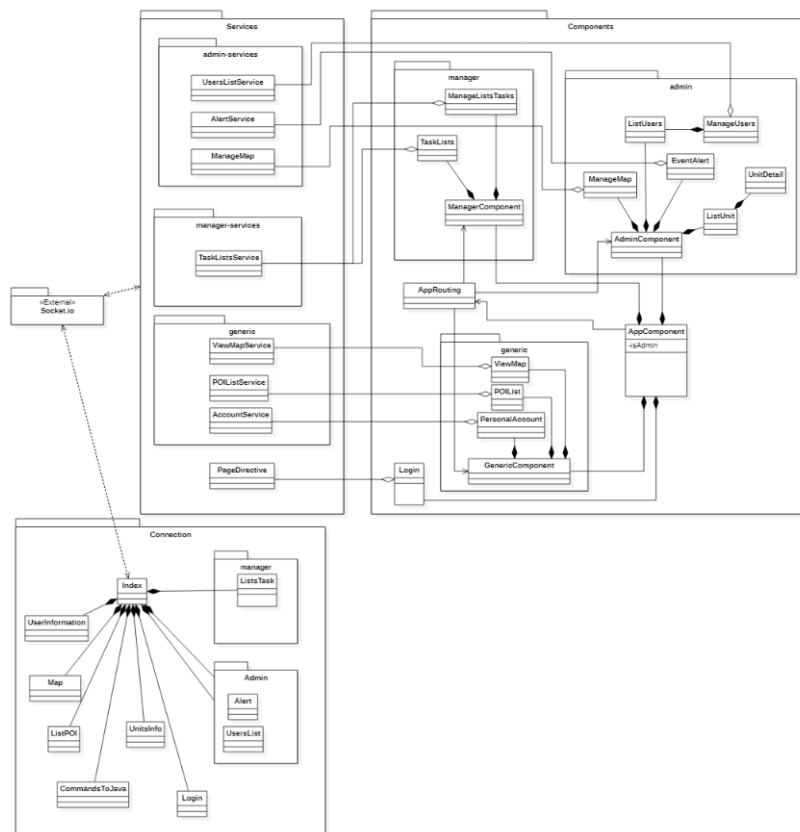 Services
admin-services
UsersListService
AlertService
ManageMap
manager-services
TaskListsService
generic
ViewMapService
POIListService
AccountService
PageDirective
Components
manager
ManageListsTasks
TaskLists
ManagerComponent
admin
ListUsers
ManageUsers
EventAlert
UnitDetail
ManageMap
ListUnit
AdminComponent
AppRouting
AppComponent
-isAdmin
generic
ViewMap
POIList
PersonalAccount
GenericComponent
Login
«External»
Socket.io
Connection
Index
manager
ListsTask
UserInformation
Map
ListPOI
UnitsInfo
CommandsToJava
Login
Admin
Alert
UsersList